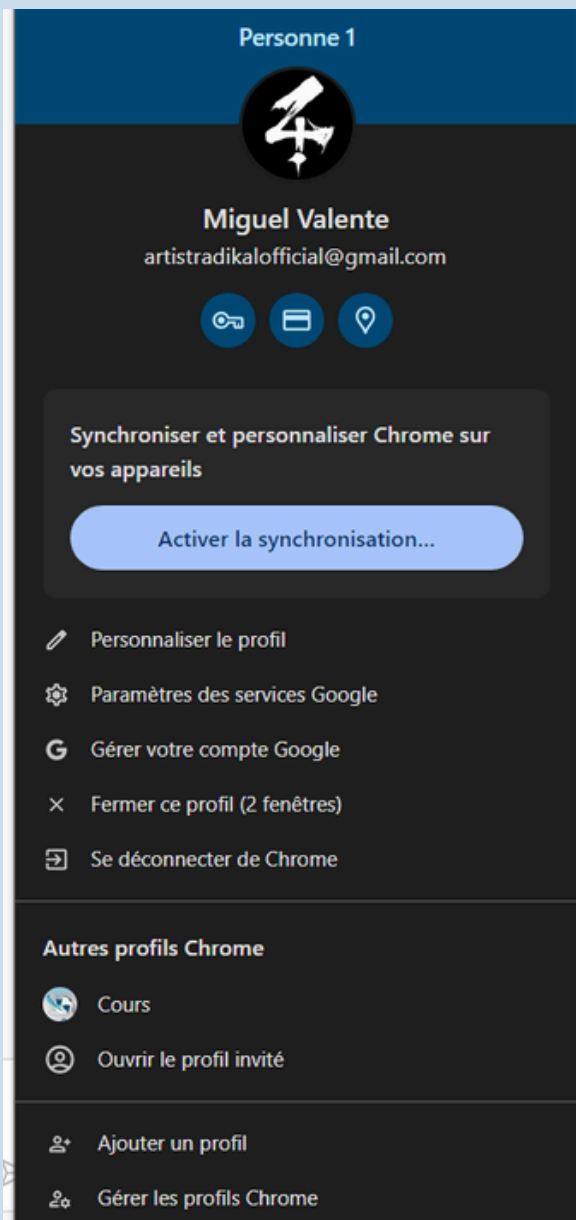 Personne 1
Miguel Valente
artistradikalofficial@gmail.com
Synchroniser et personnaliser Chrome sur
vos appareils
Activer la synchronisation...
Personnaliser le profil
Paramètres des services Google
Gérer votre compte Google
Fermer ce profil (2 fenêtres)
Se déconnecter de Chrome
Autres profils Chrome
Cours
Ouvrir le profil invité
Ajouter un profil
Gérer les profils Chrome